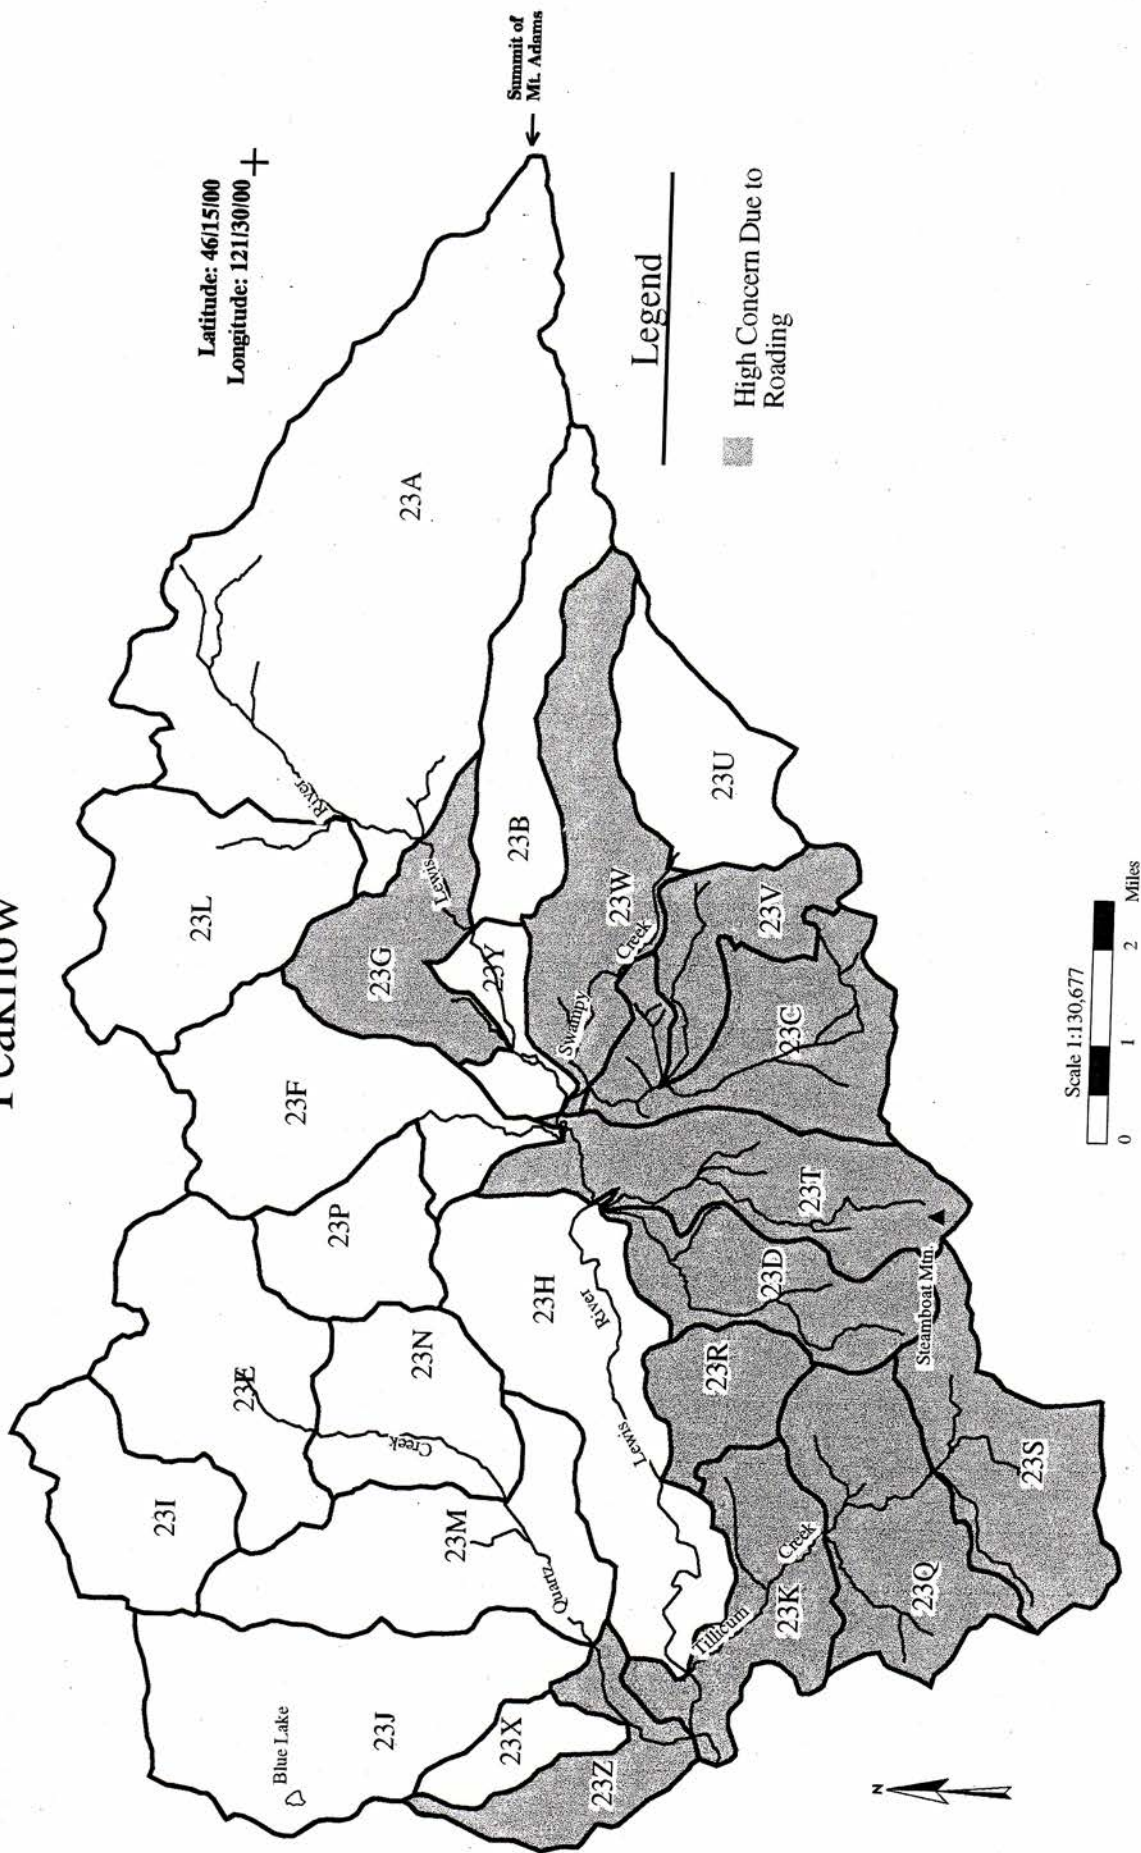 Peakflow
Summit of
Mt. Adams
Latitude: 46/15/00
Longitude: 121/30/00
Legend
High Concern Due to
Roading
23A
23L
River
23B
23U
23G
Lewis
23W
23V
23F
23Y
Creek
Swampy
23C
23P
23T
23H
River
23D
Steamboat Mtn.
23E
23N
23R
Creek
Lewis
23I
23M
23S
Quartz
Creek
23K
23Q
Tillicum
Blue Lake
23J
23X
23Z
Scale 1:130,677
0
1
2
Miles
N